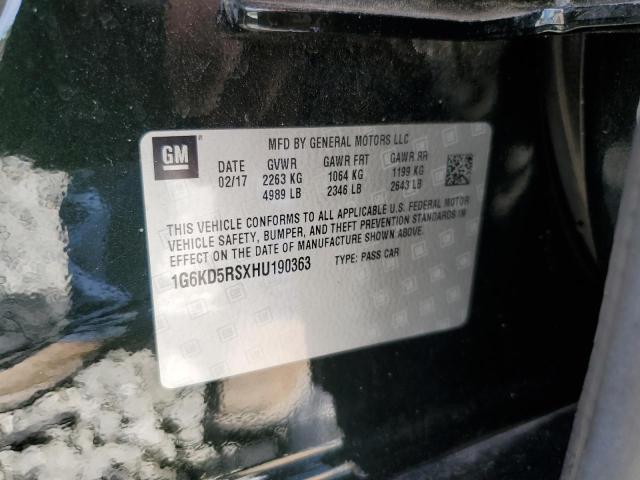 GM
MFD BY GENERAL MOTORS LLC
DATE GVWR GAWR FRT GAWR RR
02/17 2263 KG 1064 KG 1199 KG
4989 LB 2346 LB 2643 LB
THIS VEHICLE CONFORMS TO ALL APPLICABLE U.S. FEDERAL MOTOR
VEHICLE SAFETY, BUMPER, AND THEFT PREVENTION STANDARDS IN
EFFECT ON THE DATE OF MANUFACTURE SHOWN ABOVE.
1G6KD5RSXHU190363 TYPE: PASS CAR